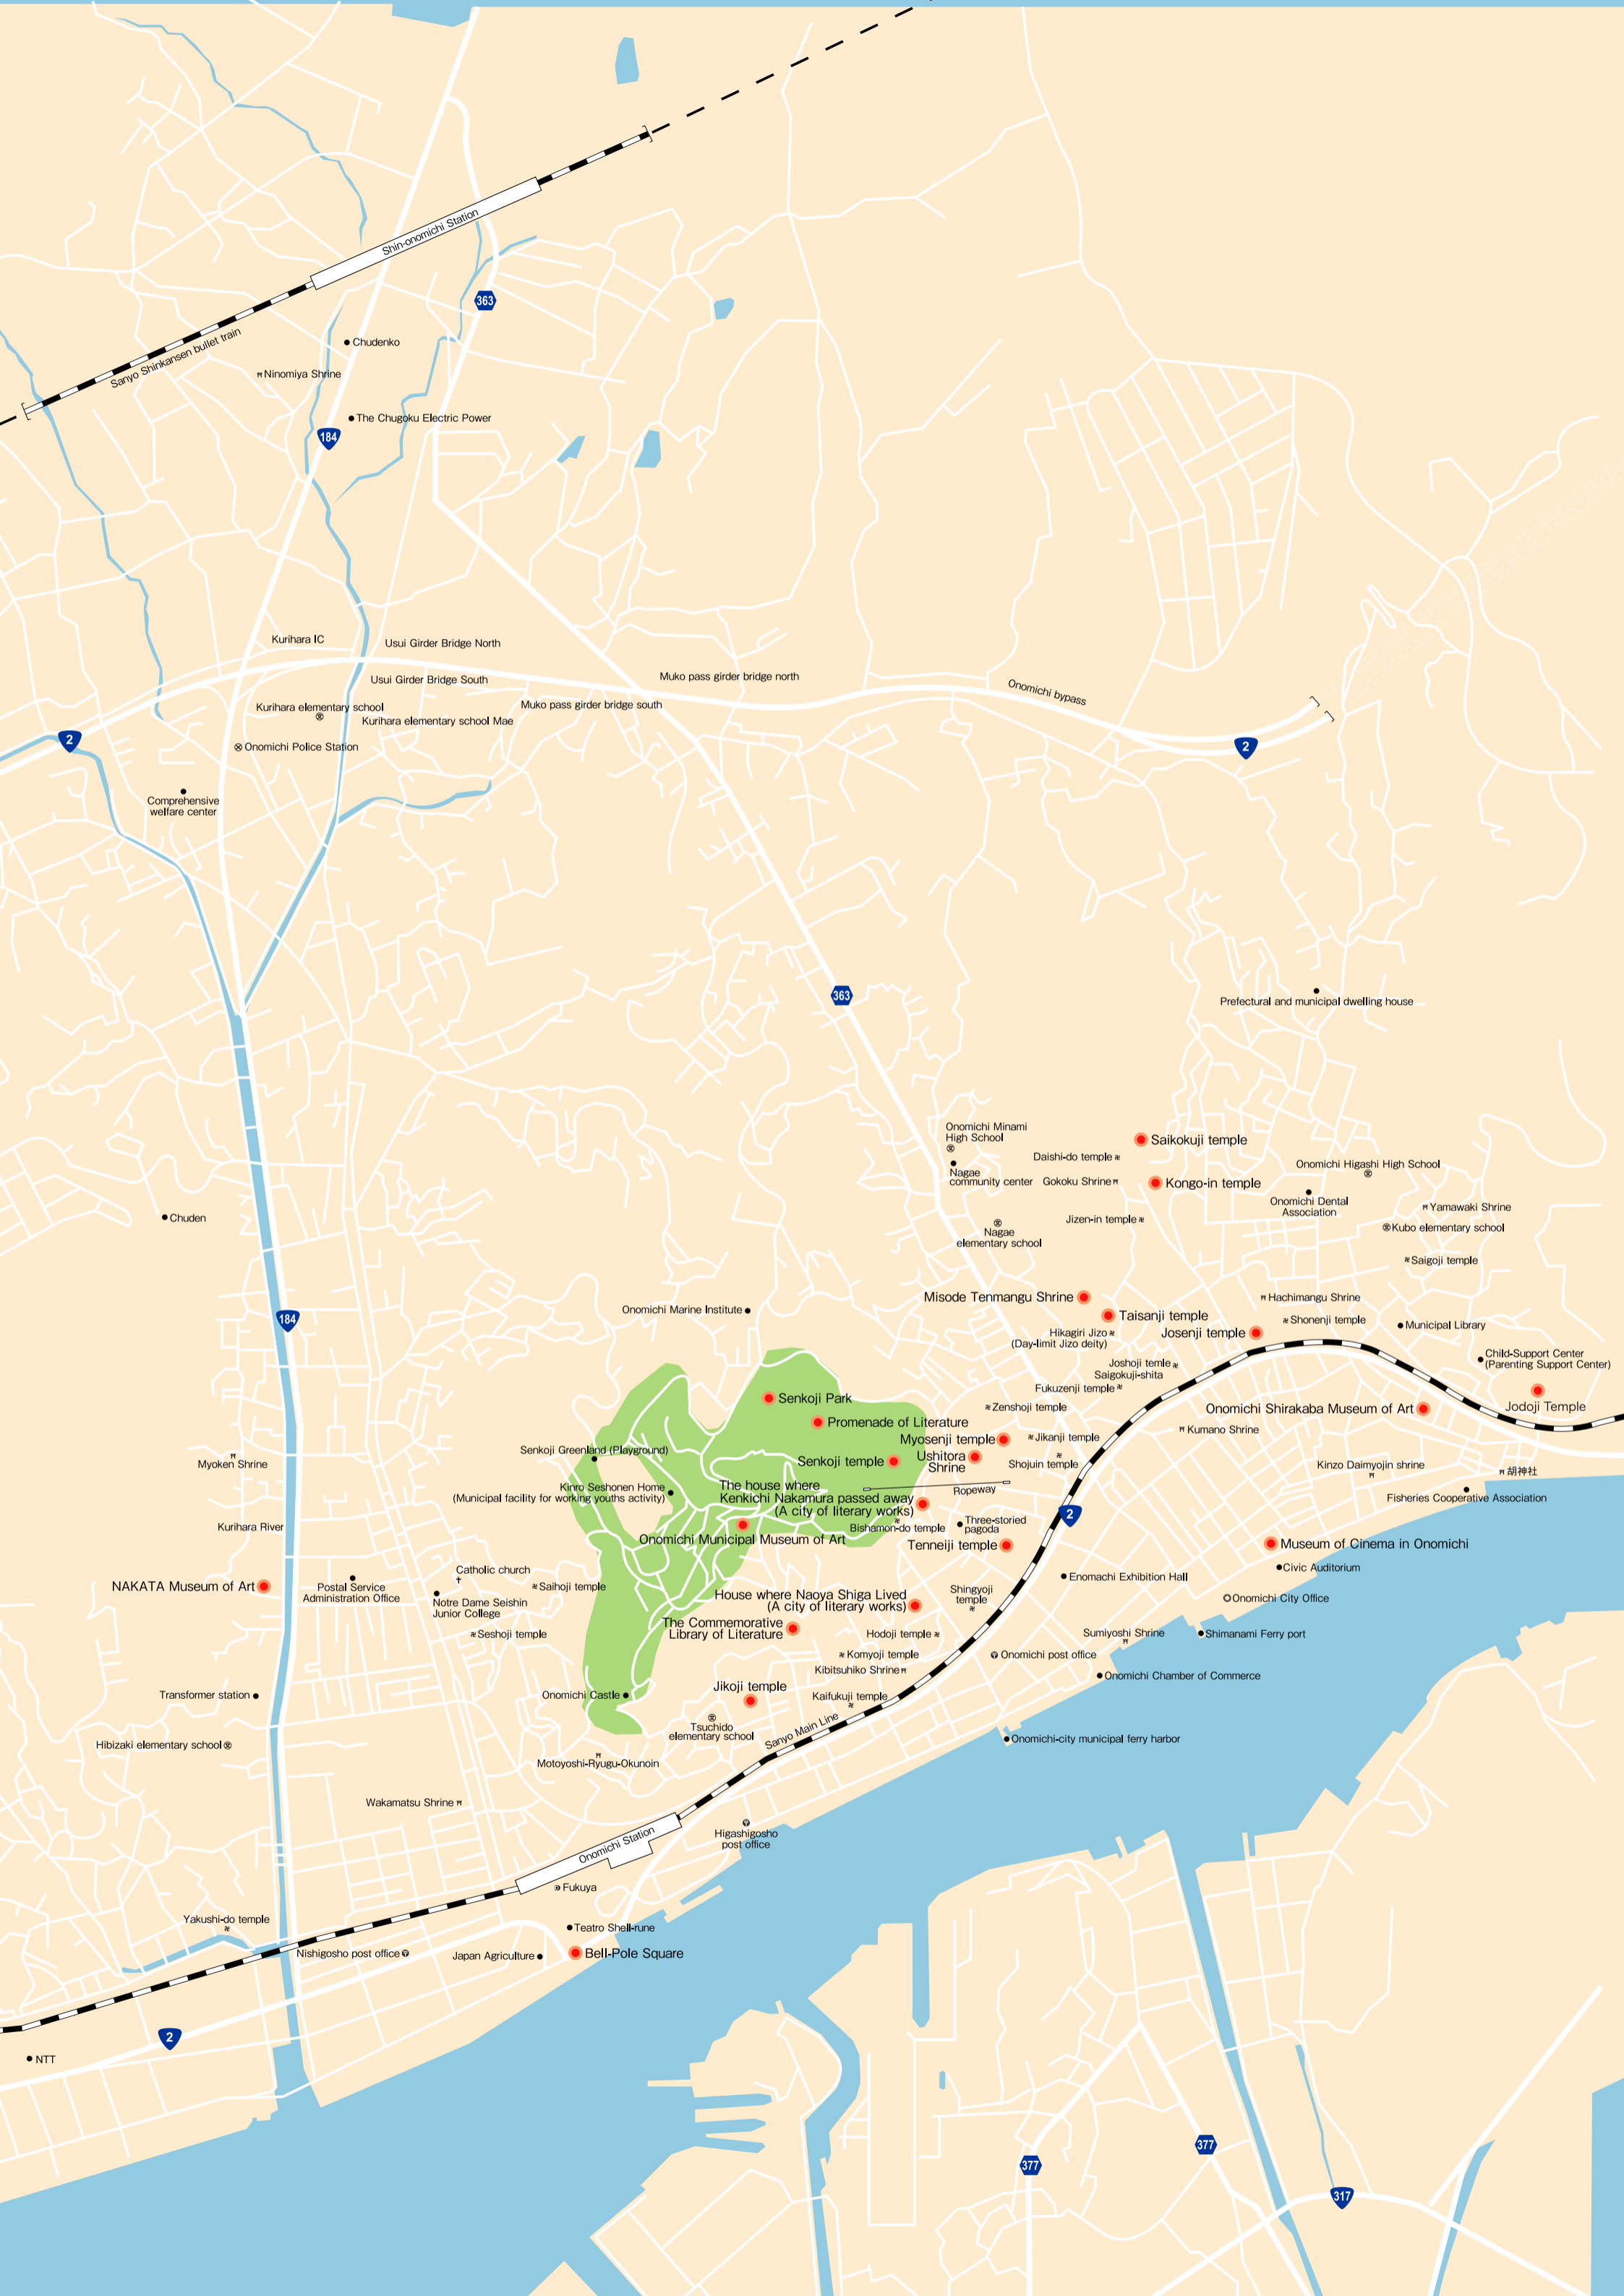 Shin-onomichi Station
Sanyo Shinkansen bullet train
363
Chudenko
Ninomiya Shrine
The Chugoku Electric Power
184
Kurihara IC
Usui Girder Bridge North
Usui Girder Bridge South
Muko pass girder bridge north
Muko pass girder bridge south
Onomichi bypass
Kurihara elementary school
Kurihara elementary school Mae
2
2
Onomichi Police Station
Comprehensive
welfare center
363
Prefectural and municipal dwelling house
Onomichi Minami
High School
Saikokuji temple
Daishi-do temple
Nagae
community center
Gokoku Shrine
Kongo-in temple
Onomichi Higashi High School
Onomichi Dental
Association
Yamawaki Shrine
Jizen-in temple
Kubo elementary school
Chuden
Nagae
elementary school
Saigoji temple
Misode Tenmangu Shrine
Hachimangu Shrine
Onomichi Marine Institute
Taisanji temple
Shonenji temple
184
Municipal Library
Hikagiri Jizo
(Day-limit Jizo deity)
Josenji temple
Child-Support Center
(Parenting Support Center)
Joshoji temle
Saigokuji-shita
Fukuzenji temple
Senkoji Park
Zenshoji temple
Onomichi Shirakaba Museum of Art
Jodoji Temple
Promenade of Literature
Kumano Shrine
Myosenji temple
Jikanji temple
Senkoji Greenland (Playground)
Senkoji temple
Ushitora
Shrine
Shojuin temple
Myoken Shrine
Kinzo Daimyojin shrine
胡神社
Kinro Seshonen Home
(Municipal facility for working youths activity)
The house where
Kenkichi Nakamura passed away
(A city of literary works)
Ropeway
Fisheries Cooperative Association
2
Kurihara River
Bishamon-do temple
Three-storied
pagoda
Onomichi Municipal Museum of Art
Tenneiji temple
Museum of Cinema in Onomichi
Catholic church
Civic Auditorium
Enomachi Exhibition Hall
NAKATA Museum of Art
Postal Service
Administration Office
Saihoji temple
Notre Dame Seishin
Junior College
House where Naoya Shiga Lived
(A city of literary works)
Shingyoji
temple
Onomichi City Office
The Commemorative
Library of Literature
Seshoji temple
Hodoji temple
Sumiyoshi Shrine
Shimanami Ferry port
Komyoji temple
Onomichi post office
Kibitsuhiko Shrine
Onomichi Chamber of Commerce
Jikoji temple
Transformer station
Onomichi Castle
Kaifukuji temple
Tsuchido
elementary school
Sanyo Main Line
Hibizaki elementary school
Onomichi-city municipal ferry harbor
Motoyoshi-Ryugu-Okunoin
Wakamatsu Shrine
Higashigosho
post office
Onomichi Station
Fukuya
Yakushi-do temple
Teatro Shell-rune
Nishigosho post office
Japan Agriculture
Bell-Pole Square
2
NTT
377
377
317